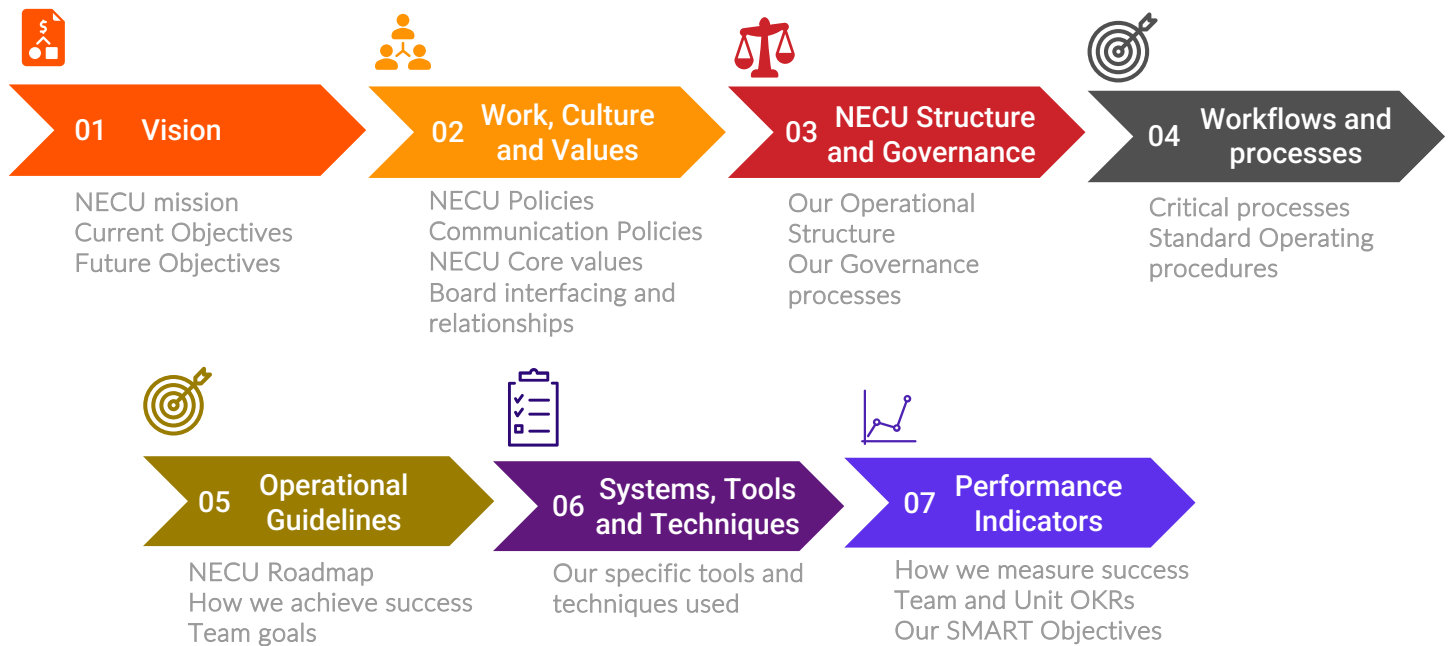 $
01 Vision
NECU mission
Current Objectives
Future Objectives
02 Work, Culture
and Values
NECU Policies
Communication Policies
NECU Core values
Board interfacing and
relationships
03 NECU Structure
and Governance
Our Operational
Structure
Our Governance
processes
04 Workflows and
processes
Critical processes
Standard Operating
procedures
05 Operational
Guidelines
NECU Roadmap
How we achieve success
Team goals
06 Systems, Tools
and Techniques
Our specific tools and
techniques used
07 Performance
Indicators
How we measure success
Team and Unit OKRs
Our SMART Objectives